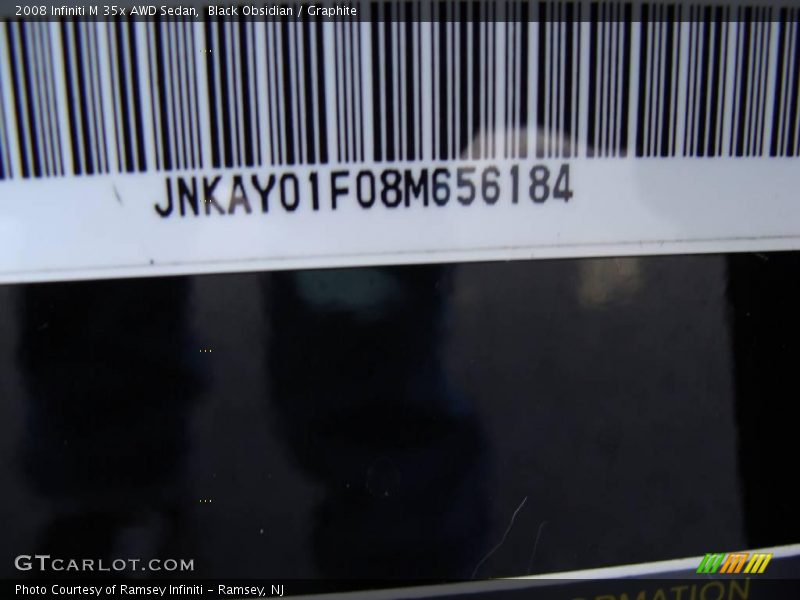 2008 Infiniti M 35x AWD Sedan, Black Obsidian / Graphite
JNKAY01F08M656184
GTCARLOT.COM
Photo Courtesy of Ramsey Infiniti – Ramsey, NJ